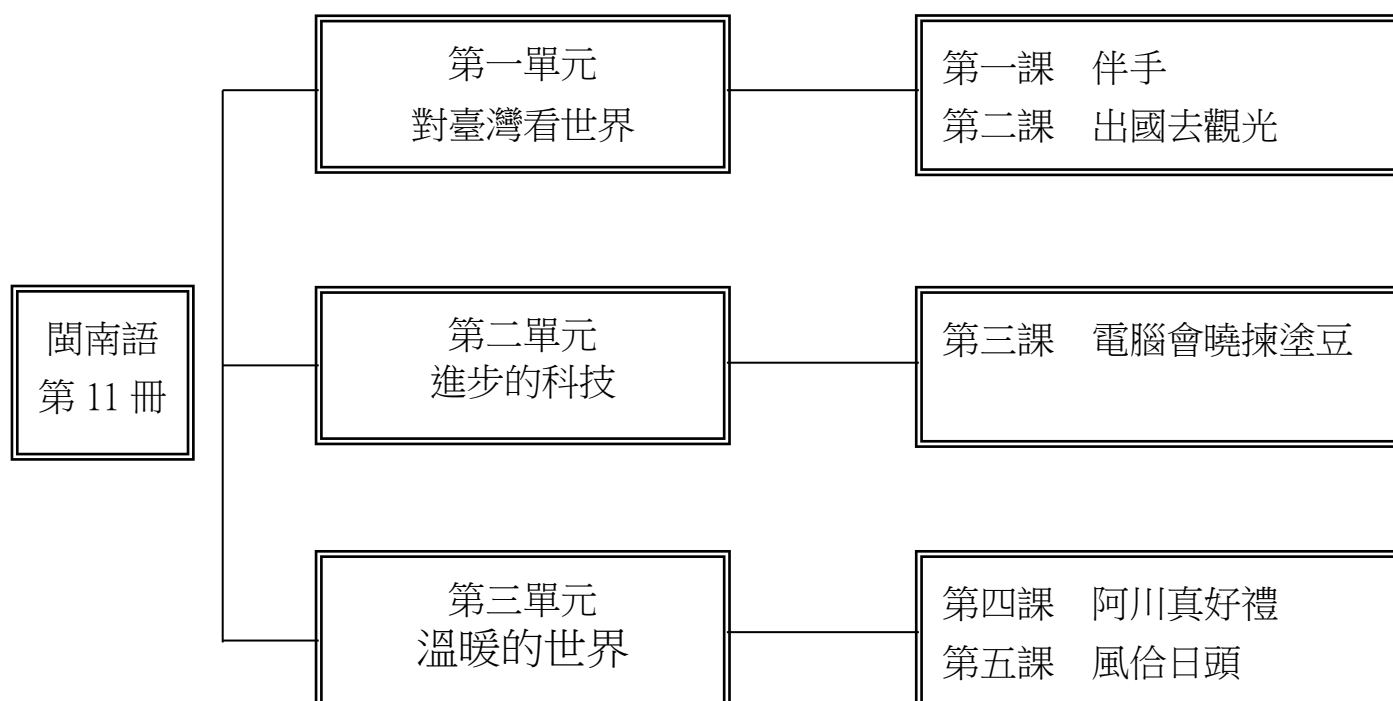 閩南語
第 11 冊
第一單元
對臺灣看世界
第一課　伴手
第二課　出國去觀光
第二單元
進步的科技
第三課　電腦會曉揀塗豆
第三單元
溫暖的世界
第四課　阿川真好禮
第五課　風佮日頭